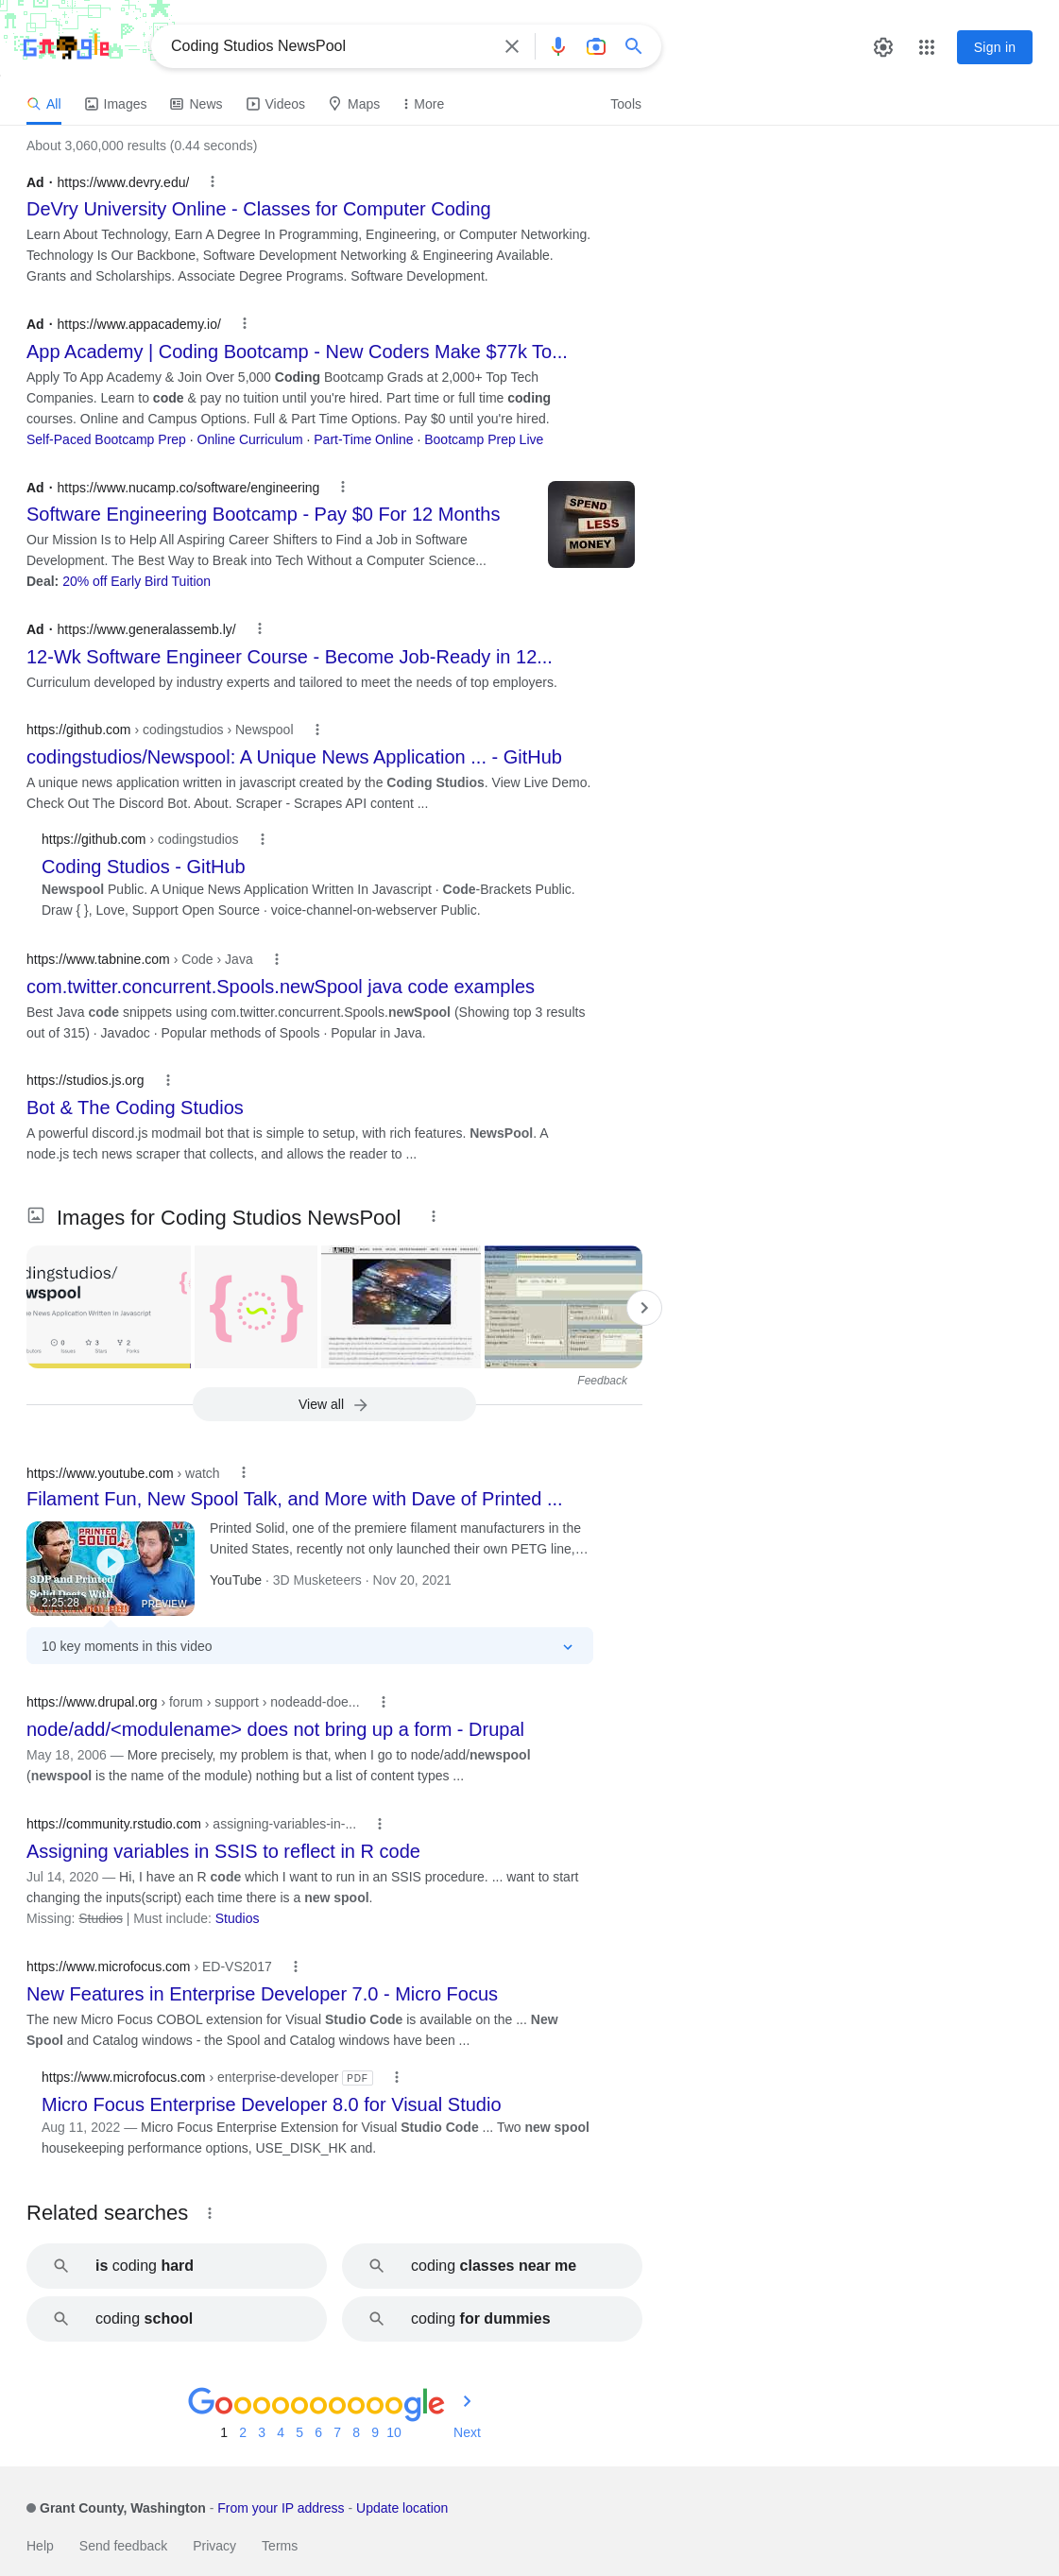 Google
Coding Studios NewsPool
Sign in
All
Images
News
Videos
Maps
More
Tools
About 3,060,000 results (0.44 seconds)
Ad · https://www.devry.edu/
DeVry University Online - Classes for Computer Coding
Learn About Technology, Earn A Degree In Programming, Engineering, or Computer Networking.
Technology Is Our Backbone, Software Development Networking & Engineering Available.
Grants and Scholarships. Associate Degree Programs. Software Development.
Ad · https://www.appacademy.io/
App Academy | Coding Bootcamp - New Coders Make $77k To...
Apply To App Academy & Join Over 5,000 Coding Bootcamp Grads at 2,000+ Top Tech
Companies. Learn to code & pay no tuition until you're hired. Part time or full time coding
courses. Online and Campus Options. Full & Part Time Options. Pay $0 until you're hired.
Self-Paced Bootcamp Prep · Online Curriculum · Part-Time Online · Bootcamp Prep Live
Ad · https://www.nucamp.co/software/engineering
Software Engineering Bootcamp - Pay $0 For 12 Months
Our Mission Is to Help All Aspiring Career Shifters to Find a Job in Software
Development. The Best Way to Break into Tech Without a Computer Science...
Deal: 20% off Early Bird Tuition
SPEND
LESS
MONEY
Ad · https://www.generalassemb.ly/
12-Wk Software Engineer Course - Become Job-Ready in 12...
Curriculum developed by industry experts and tailored to meet the needs of top employers.
https://github.com › codingstudios › Newspool
codingstudios/Newspool: A Unique News Application ... - GitHub
A unique news application written in javascript created by the Coding Studios. View Live Demo.
Check Out The Discord Bot. About. Scraper - Scrapes API content ...
https://github.com › codingstudios
Coding Studios - GitHub
Newspool Public. A Unique News Application Written In Javascript · Code-Brackets Public.
Draw { }, Love, Support Open Source · voice-channel-on-webserver Public.
https://www.tabnine.com › Code › Java
com.twitter.concurrent.Spools.newSpool java code examples
Best Java code snippets using com.twitter.concurrent.Spools.newSpool (Showing top 3 results
out of 315) · Javadoc · Popular methods of Spools · Popular in Java.
https://studios.js.org
Bot & The Coding Studios
A powerful discord.js modmail bot that is simple to setup, with rich features. NewsPool. A
node.js tech news scraper that collects, and allows the reader to ...
Images for Coding Studios NewsPool
dingstudios/
wspool
e News Application Written In Javascript
0
3
2
Issues
Stars
Forks
Feedback
View all
https://www.youtube.com › watch
Filament Fun, New Spool Talk, and More with Dave of Printed ...
PRINTED
SOLID
3DP and Printed
Solid Deets With
2:25:28
PREVIEW
Printed Solid, one of the premiere filament manufacturers in the
United States, recently not only launched their own PETG line,…
YouTube · 3D Musketeers · Nov 20, 2021
10 key moments in this video
https://www.drupal.org › forum › support › nodeadd-doe...
node/add/<modulename> does not bring up a form - Drupal
May 18, 2006 — More precisely, my problem is that, when I go to node/add/newspool
(newspool is the name of the module) nothing but a list of content types ...
https://community.rstudio.com › assigning-variables-in-...
Assigning variables in SSIS to reflect in R code
Jul 14, 2020 — Hi, I have an R code which I want to run in an SSIS procedure. ... want to start
changing the inputs(script) each time there is a new spool.
Missing: Studios | Must include: Studios
https://www.microfocus.com › ED-VS2017
New Features in Enterprise Developer 7.0 - Micro Focus
The new Micro Focus COBOL extension for Visual Studio Code is available on the ... New
Spool and Catalog windows - the Spool and Catalog windows have been ...
https://www.microfocus.com › enterprise-developer PDF
Micro Focus Enterprise Developer 8.0 for Visual Studio
Aug 11, 2022 — Micro Focus Enterprise Extension for Visual Studio Code ... Two new spool
housekeeping performance options, USE_DISK_HK and.
Related searches
is coding hard
coding classes near me
coding school
coding for dummies
Goooooooooogle
1 2 3 4 5 6 7 8 9 10 Next
Grant County, Washington - From your IP address - Update location
Help
Send feedback
Privacy
Terms